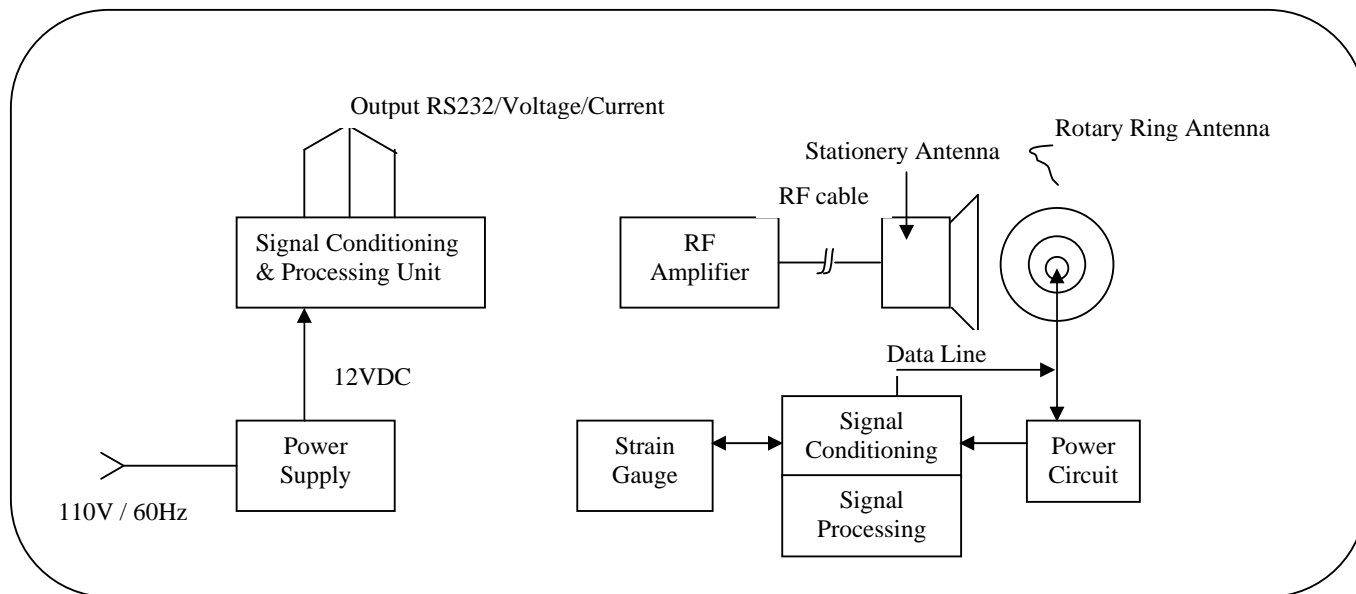 Output RS232/Voltage/Current
Rotary Ring Antenna
Stationery Antenna
RF cable
Signal Conditioning
& Processing Unit
RF
Amplifier
Data Line
12VDC
Power
Supply
Strain
Gauge
Signal
Conditioning
Power
Circuit
110V / 60Hz
Signal
Processing